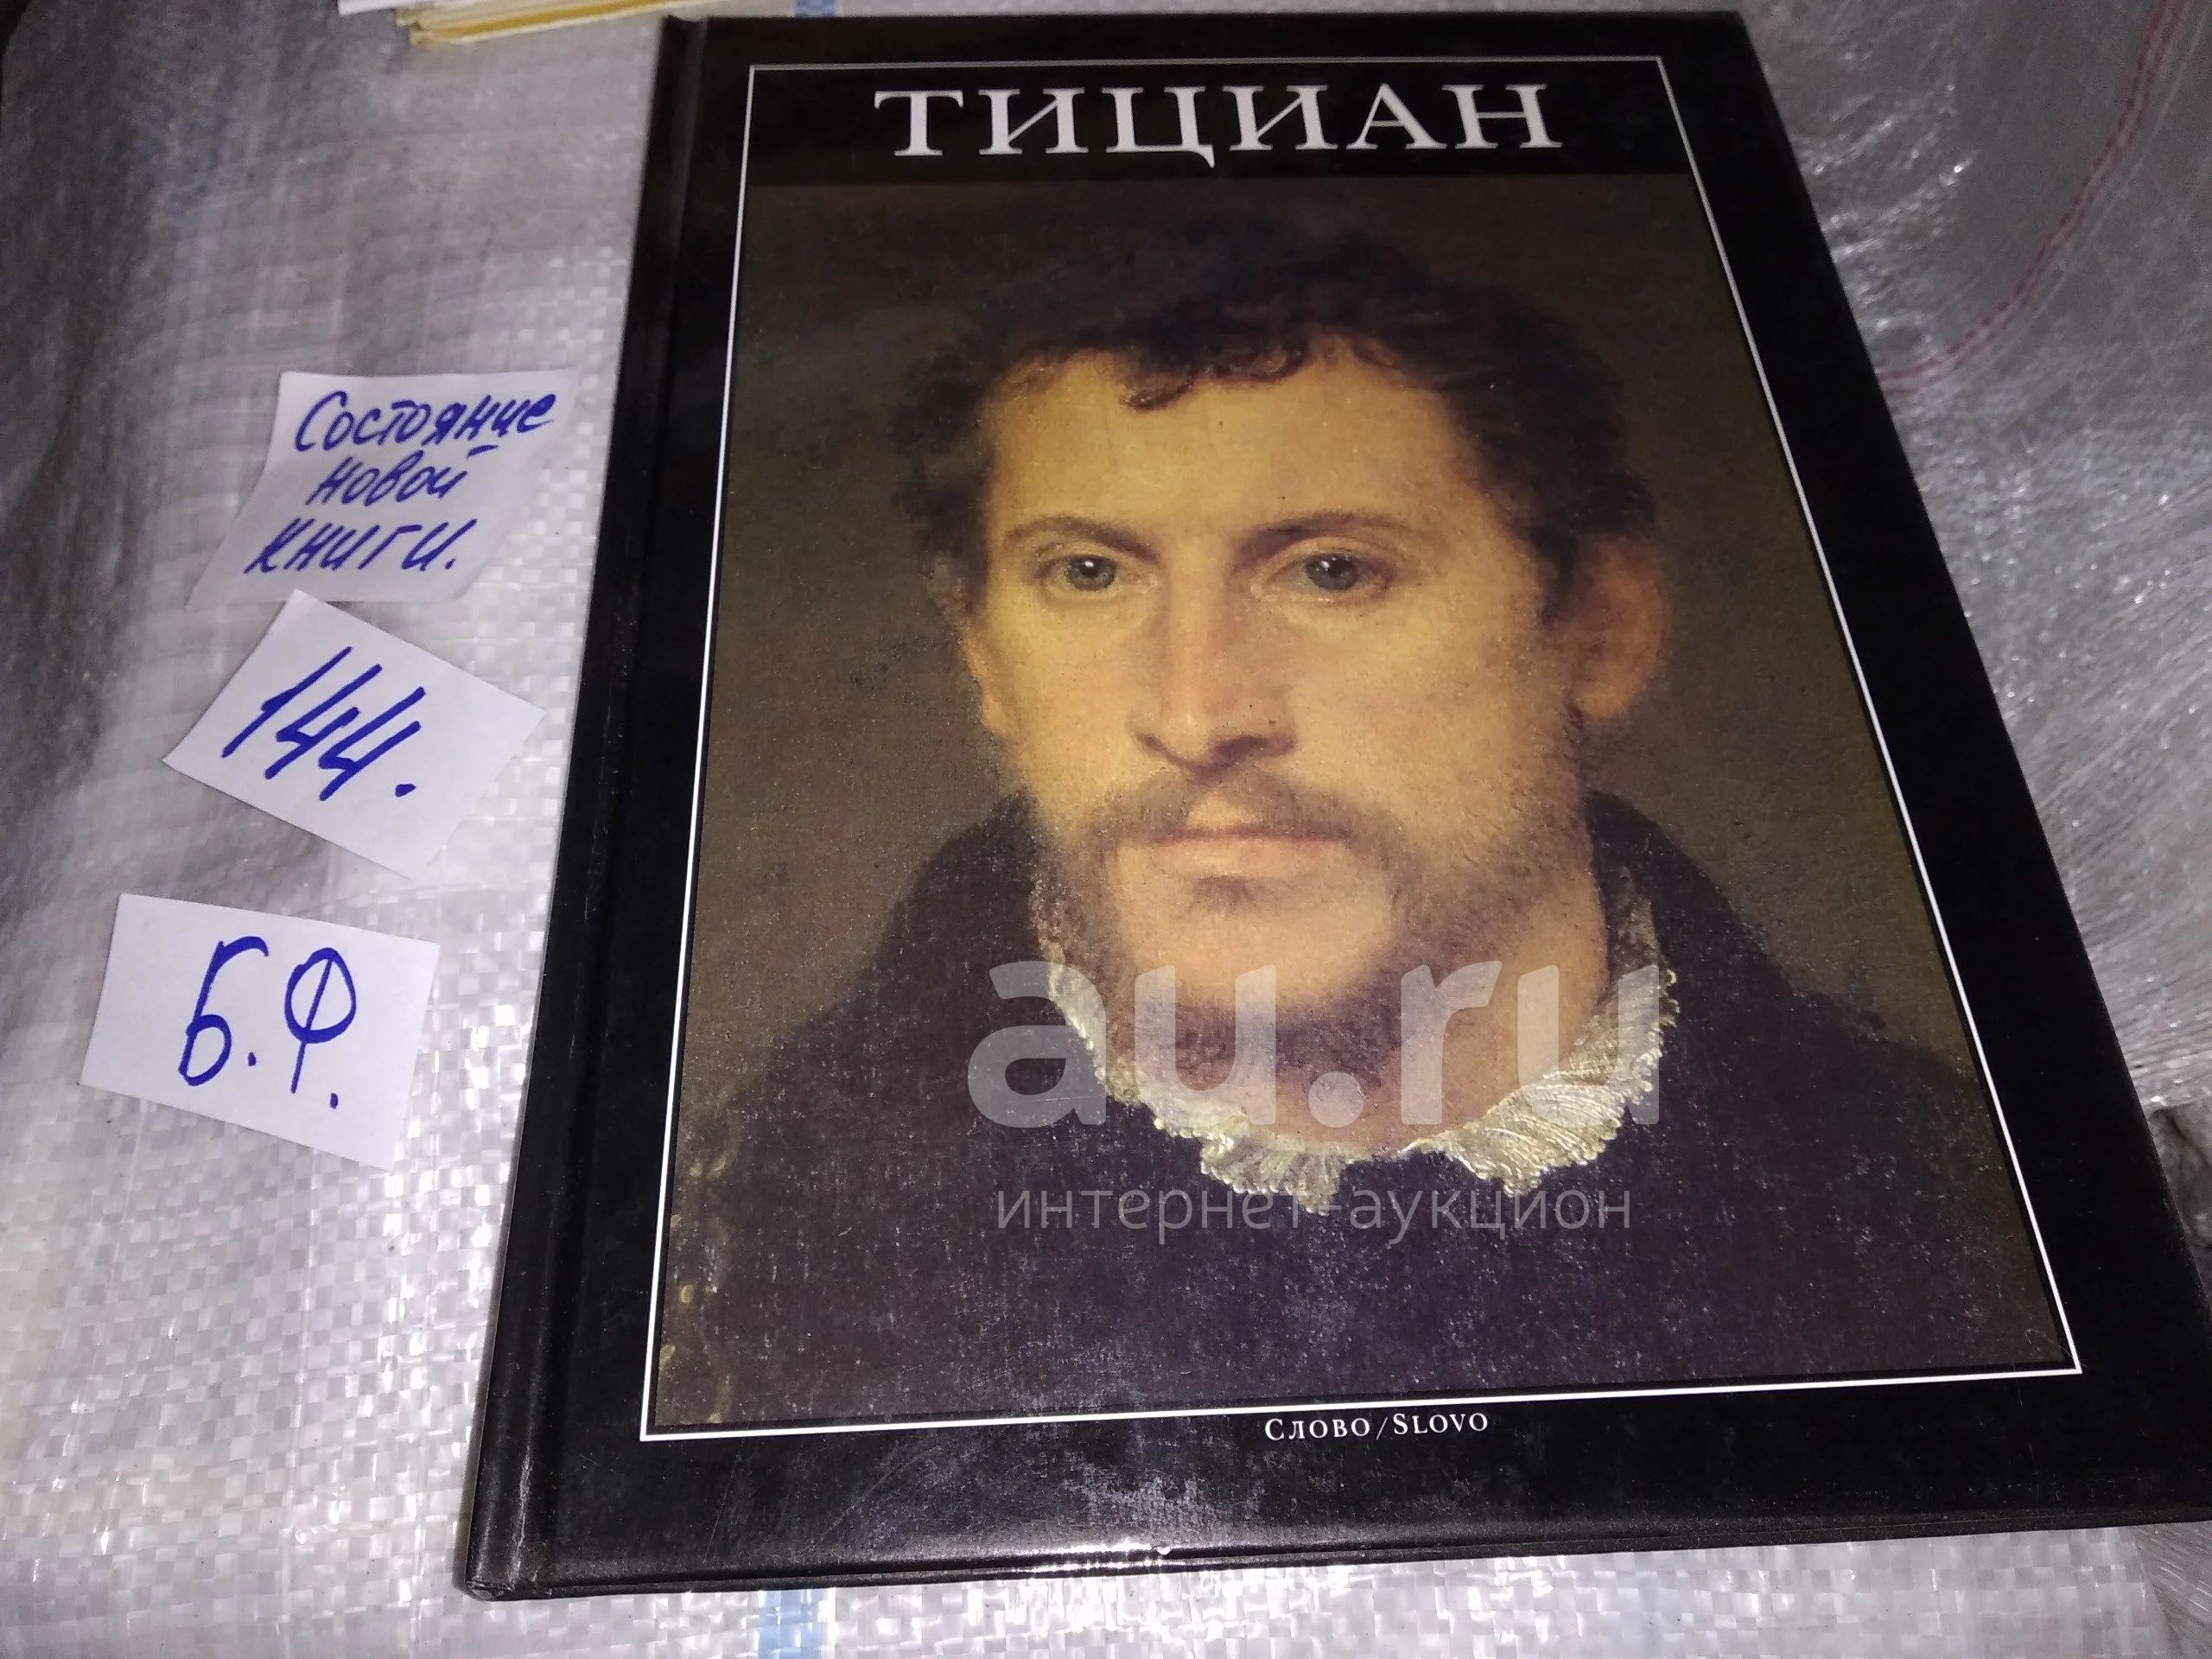 ТИЦИАН
Состояние
новой
книги.
144.
Б.Ф.
au.ru
интернет-аукцион
СЛОВО/SLOVO